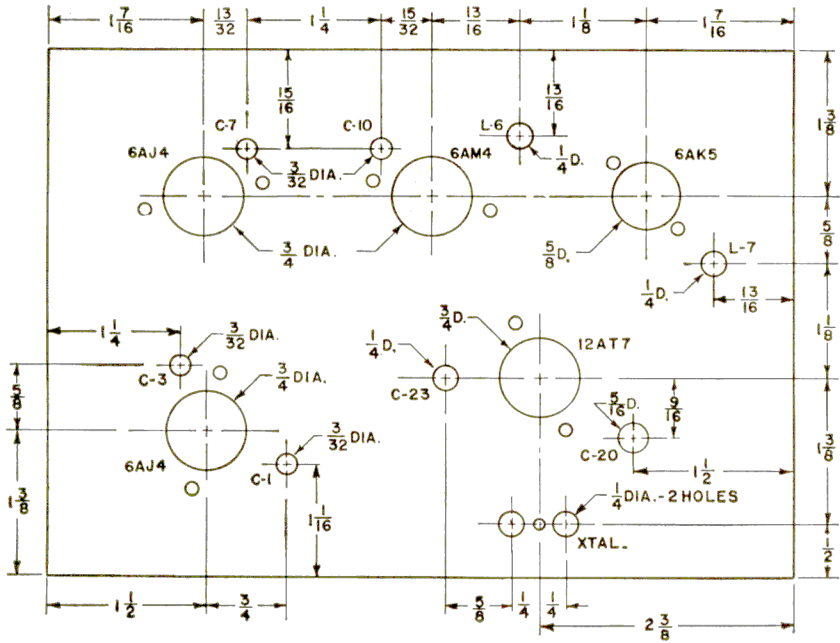 1 7/16 13/32 1 1/4 15/32 13/16 1 1/8 1 7/16
15/16 13/16 1 3/8
C-7 C-10 L-6
6AJ4 6AM4 6AK5
3/32 DIA. 1/4 D.
5/8
3/4 DIA. 5/8 D. L-7
1/4 D. 13/16
1 1/4 3/32 DIA. 3/4 D. 1 1/8
1/4 D. 12AT7
C-3 3/4 DIA. C-23
5/8 5/16 D. 9/16
3/32 DIA. 1 3/8
6AJ4 C-1 C-20 1 1/2
1 3/8 1 1/16 1/4 DIA.-2 HOLES
XTAL. 1/2
1 1/2 3/4 5/8 1/4 1/4
2 3/8